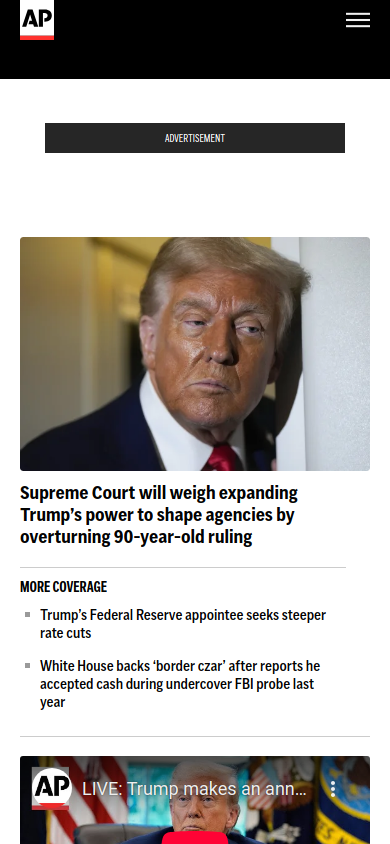 AP
ADVERTISEMENT
Supreme Court will weigh expanding
Trump’s power to shape agencies by
overturning 90-year-old ruling
MORE COVERAGE
Trump’s Federal Reserve appointee seeks steeper
rate cuts
White House backs ‘border czar’ after reports he
accepted cash during undercover FBI probe last
year
AP LIVE: Trump makes an ann...